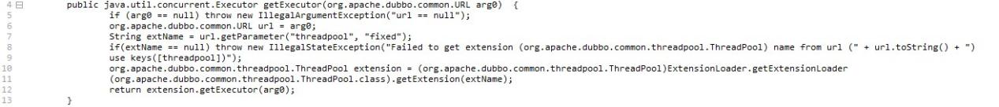 4 public java.util.concurrent.Executor getExecutor(org.apache.dubbo.common.URL arg0)  {
5 if (arg0 == null) throw new IllegalArgumentException("url == null");
6 org.apache.dubbo.common.URL url = arg0;
7 String extName = url.getParameter("threadpool", "fixed");
8 if(extName == null) throw new IllegalStateException("Failed to get extension (org.apache.dubbo.common.threadpool.ThreadPool) name from url (" + url.toString() + ")
9 use keys([threadpool])");
10 org.apache.dubbo.common.threadpool.ThreadPool extension = (org.apache.dubbo.common.threadpool.ThreadPool)ExtensionLoader.getExtensionLoader
11 (org.apache.dubbo.common.threadpool.ThreadPool.class).getExtension(extName);
12 return extension.getExecutor(arg0);
13 }